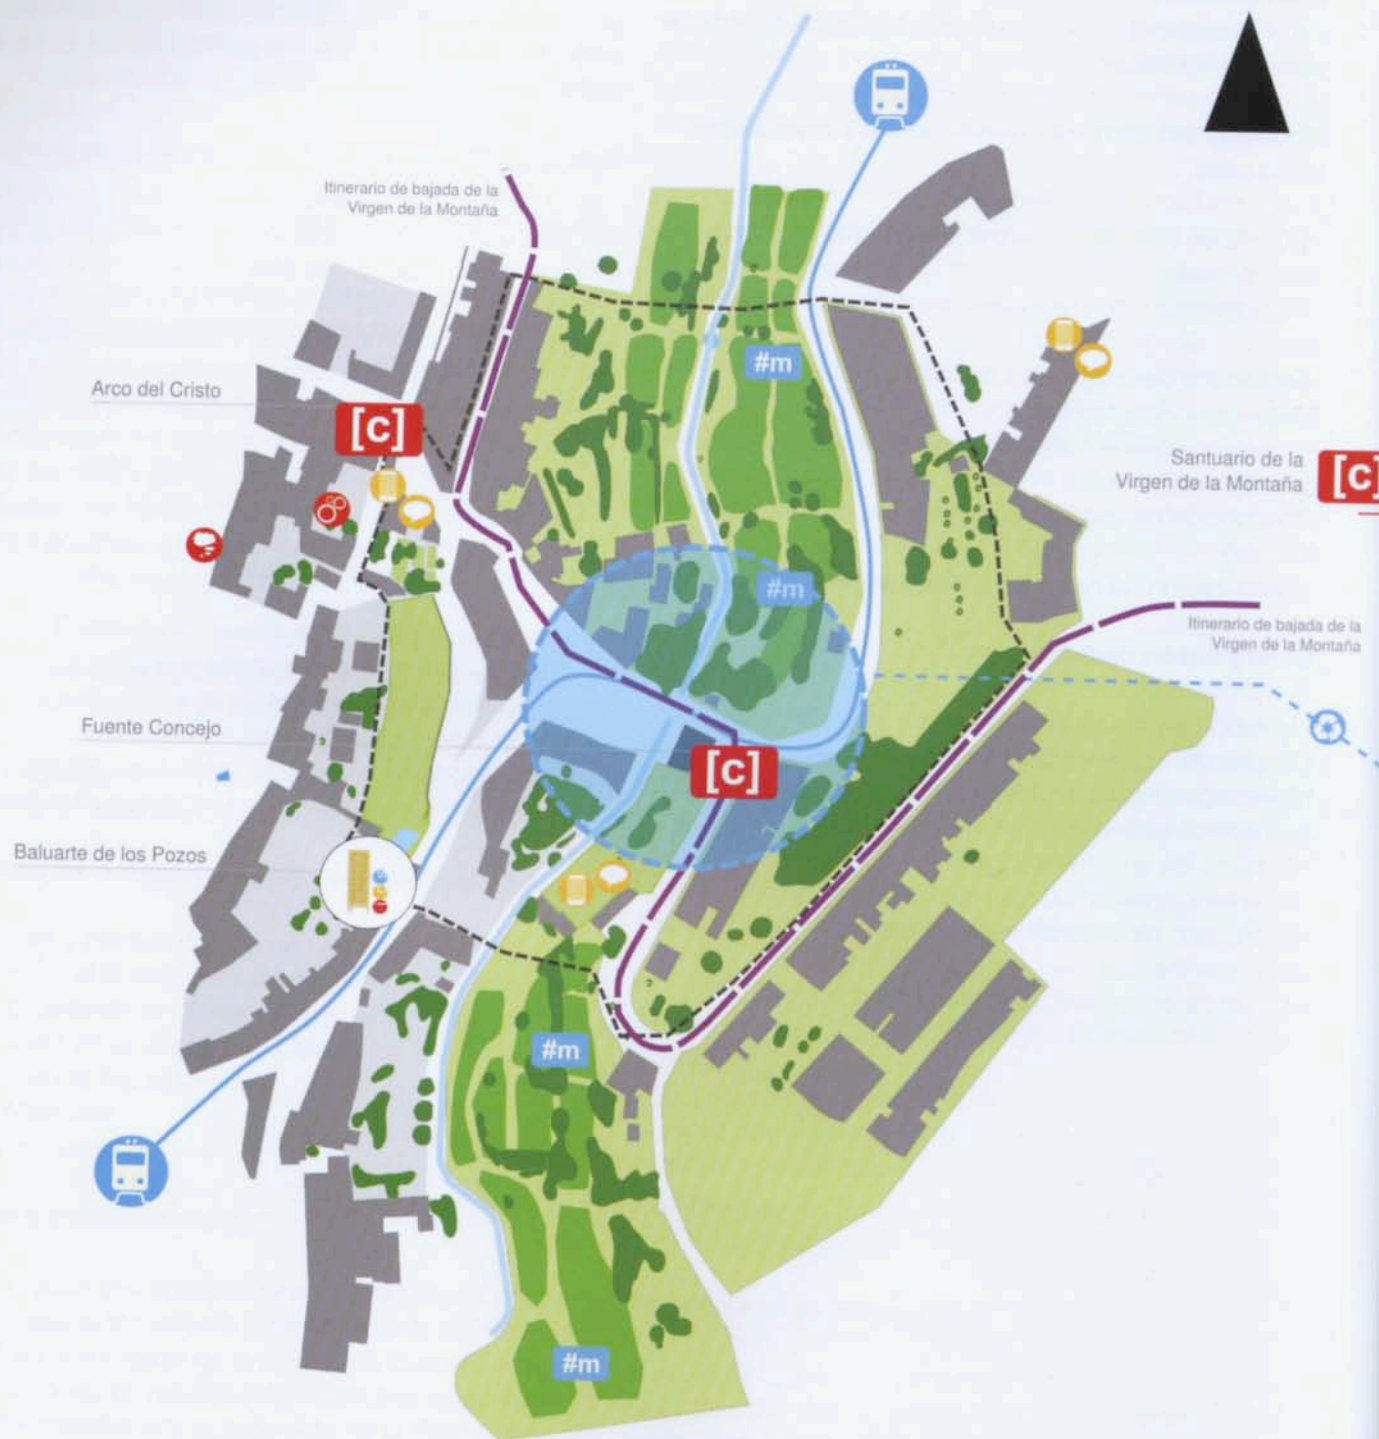 Itinerario de bajada de la
Virgen de la Montaña
#m
Arco del Cristo
[c]
Santuario de la
Virgen de la Montaña
[c]
#m
Itinerario de bajada de la
Virgen de la Montaña
Fuente Concejo
[c]
Baluarte de los Pozos
#m
#m